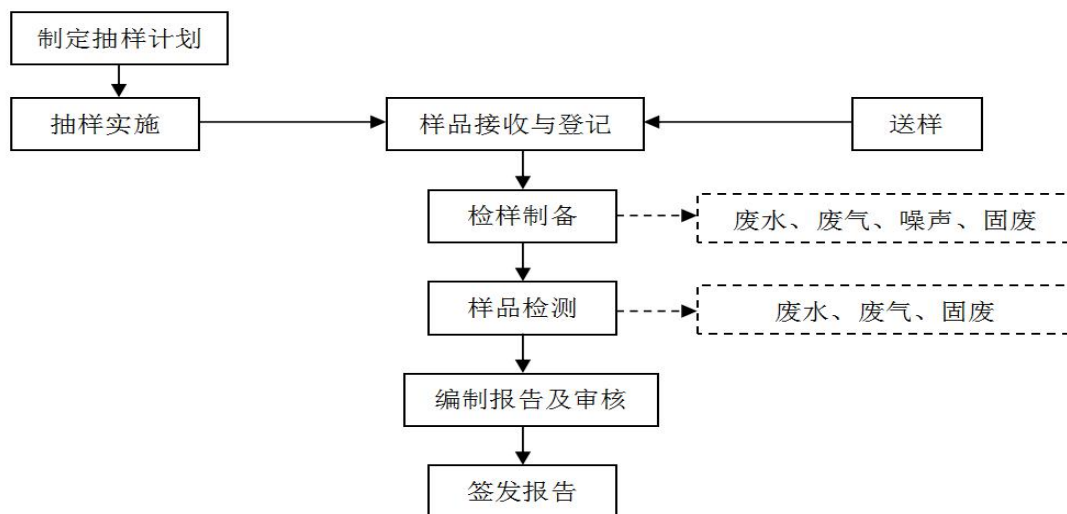 制定抽样计划
抽样实施
样品接收与登记
送样
检样制备
废水、废气、噪声、固废
样品检测
废水、废气、固废
编制报告及审核
签发报告